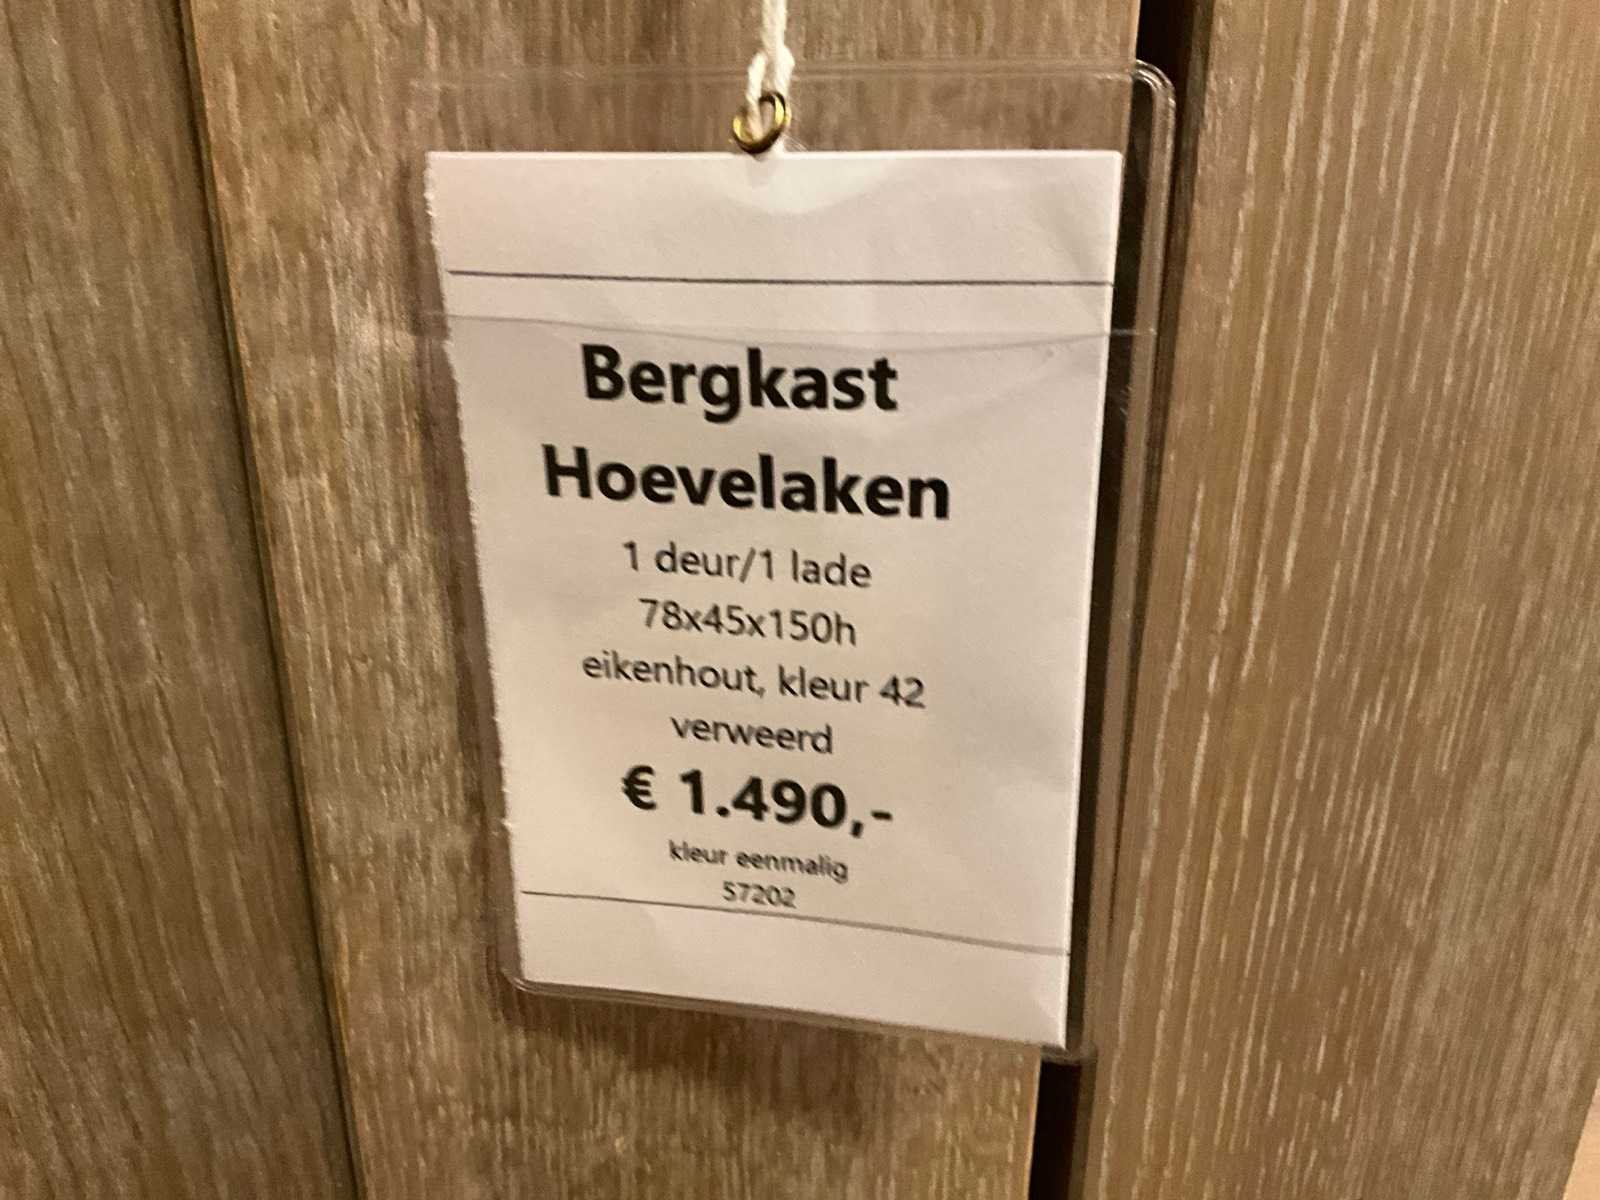 Bergkast
Hoevelaken
1 deur/1 lade
78x45x150h
eikenhout, kleur 42
verweerd
€ 1.490,-
kleur eenmalig
57202